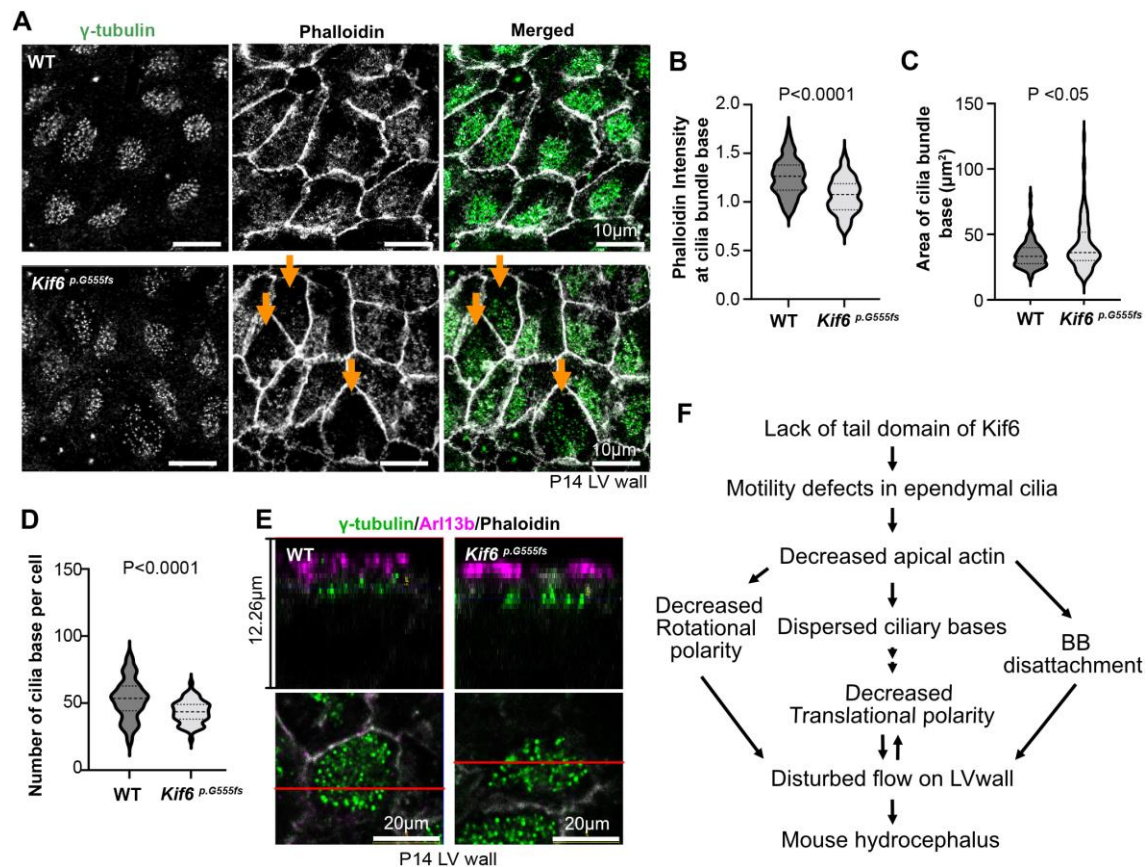 A
γ-tubulin
Phalloidin
Merged
WT
10μm
Kif6 p.G555fs
10μm
P14 LV wall
B
P<0.0001
Phalloidin Intensity
at cilia bundle base
2.0
1.5
1.0
0.5
0.0
WT
Kif6 p.G555fs
C
P <0.05
Area of cilia bundle
base (μm²)
150
100
50
0
WT
Kif6 p.G555fs
D
P<0.0001
Number of cilia base per cell
150
100
50
0
WT
Kif6 p.G555fs
E
γ-tubulin/Arl13b/Phaloidin
WT
Kif6 p.G555fs
12.26μm
20μm
20μm
P14 LV wall
F
Lack of tail domain of Kif6
Motility defects in ependymal cilia
Decreased apical actin
Decreased
Rotational
polarity
Dispersed ciliary bases
BB
disattachment
Decreased
Translational polarity
Disturbed flow on LVwall
Mouse hydrocephalus